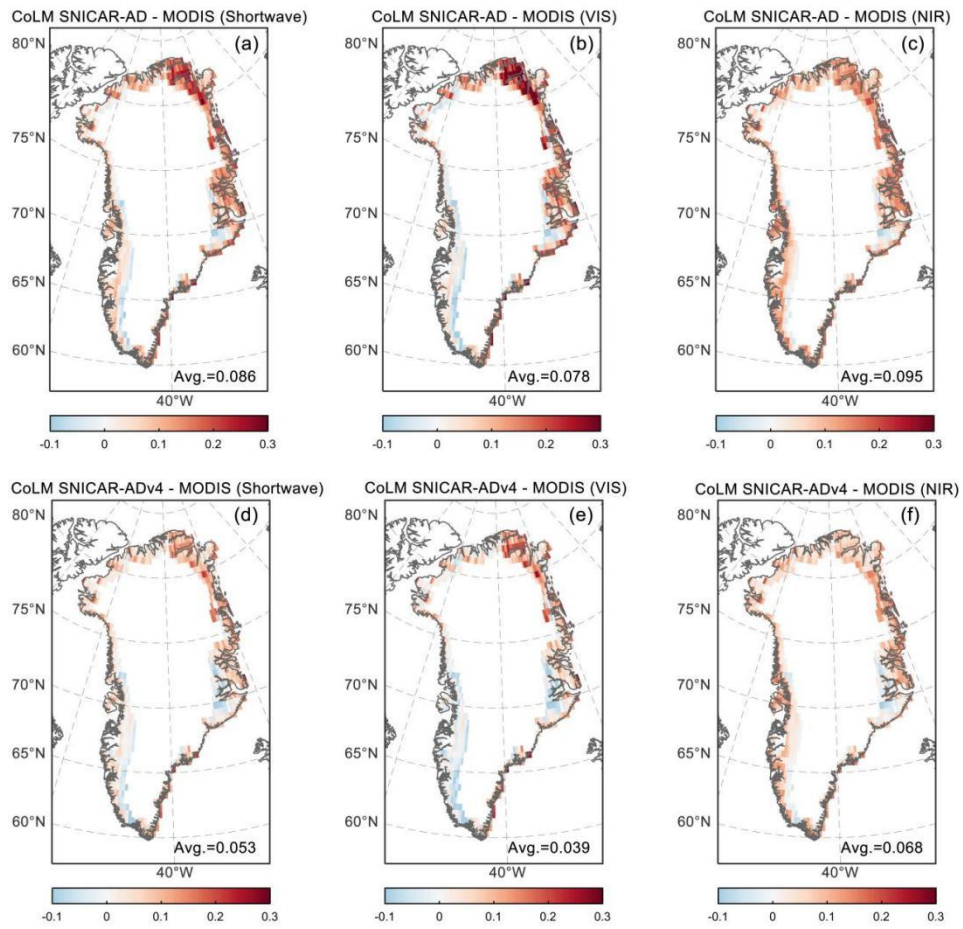 CoLM SNICAR-AD - MODIS (Shortwave)
CoLM SNICAR-AD - MODIS (VIS)
CoLM SNICAR-AD - MODIS (NIR)
80°N
(a)
75°N
70°N
65°N
60°N
Avg.=0.086
40°W
-0.1 0 0.1 0.2 0.3
80°N
(b)
75°N
70°N
65°N
60°N
Avg.=0.078
40°W
-0.1 0 0.1 0.2 0.3
80°N
(c)
75°N
70°N
65°N
60°N
Avg.=0.095
40°W
-0.1 0 0.1 0.2 0.3
CoLM SNICAR-ADv4 - MODIS (Shortwave)
CoLM SNICAR-ADv4 - MODIS (VIS)
CoLM SNICAR-ADv4 - MODIS (NIR)
80°N
(d)
75°N
70°N
65°N
60°N
Avg.=0.053
40°W
-0.1 0 0.1 0.2 0.3
80°N
(e)
75°N
70°N
65°N
60°N
Avg.=0.039
40°W
-0.1 0 0.1 0.2 0.3
80°N
(f)
75°N
70°N
65°N
60°N
Avg.=0.068
40°W
-0.1 0 0.1 0.2 0.3